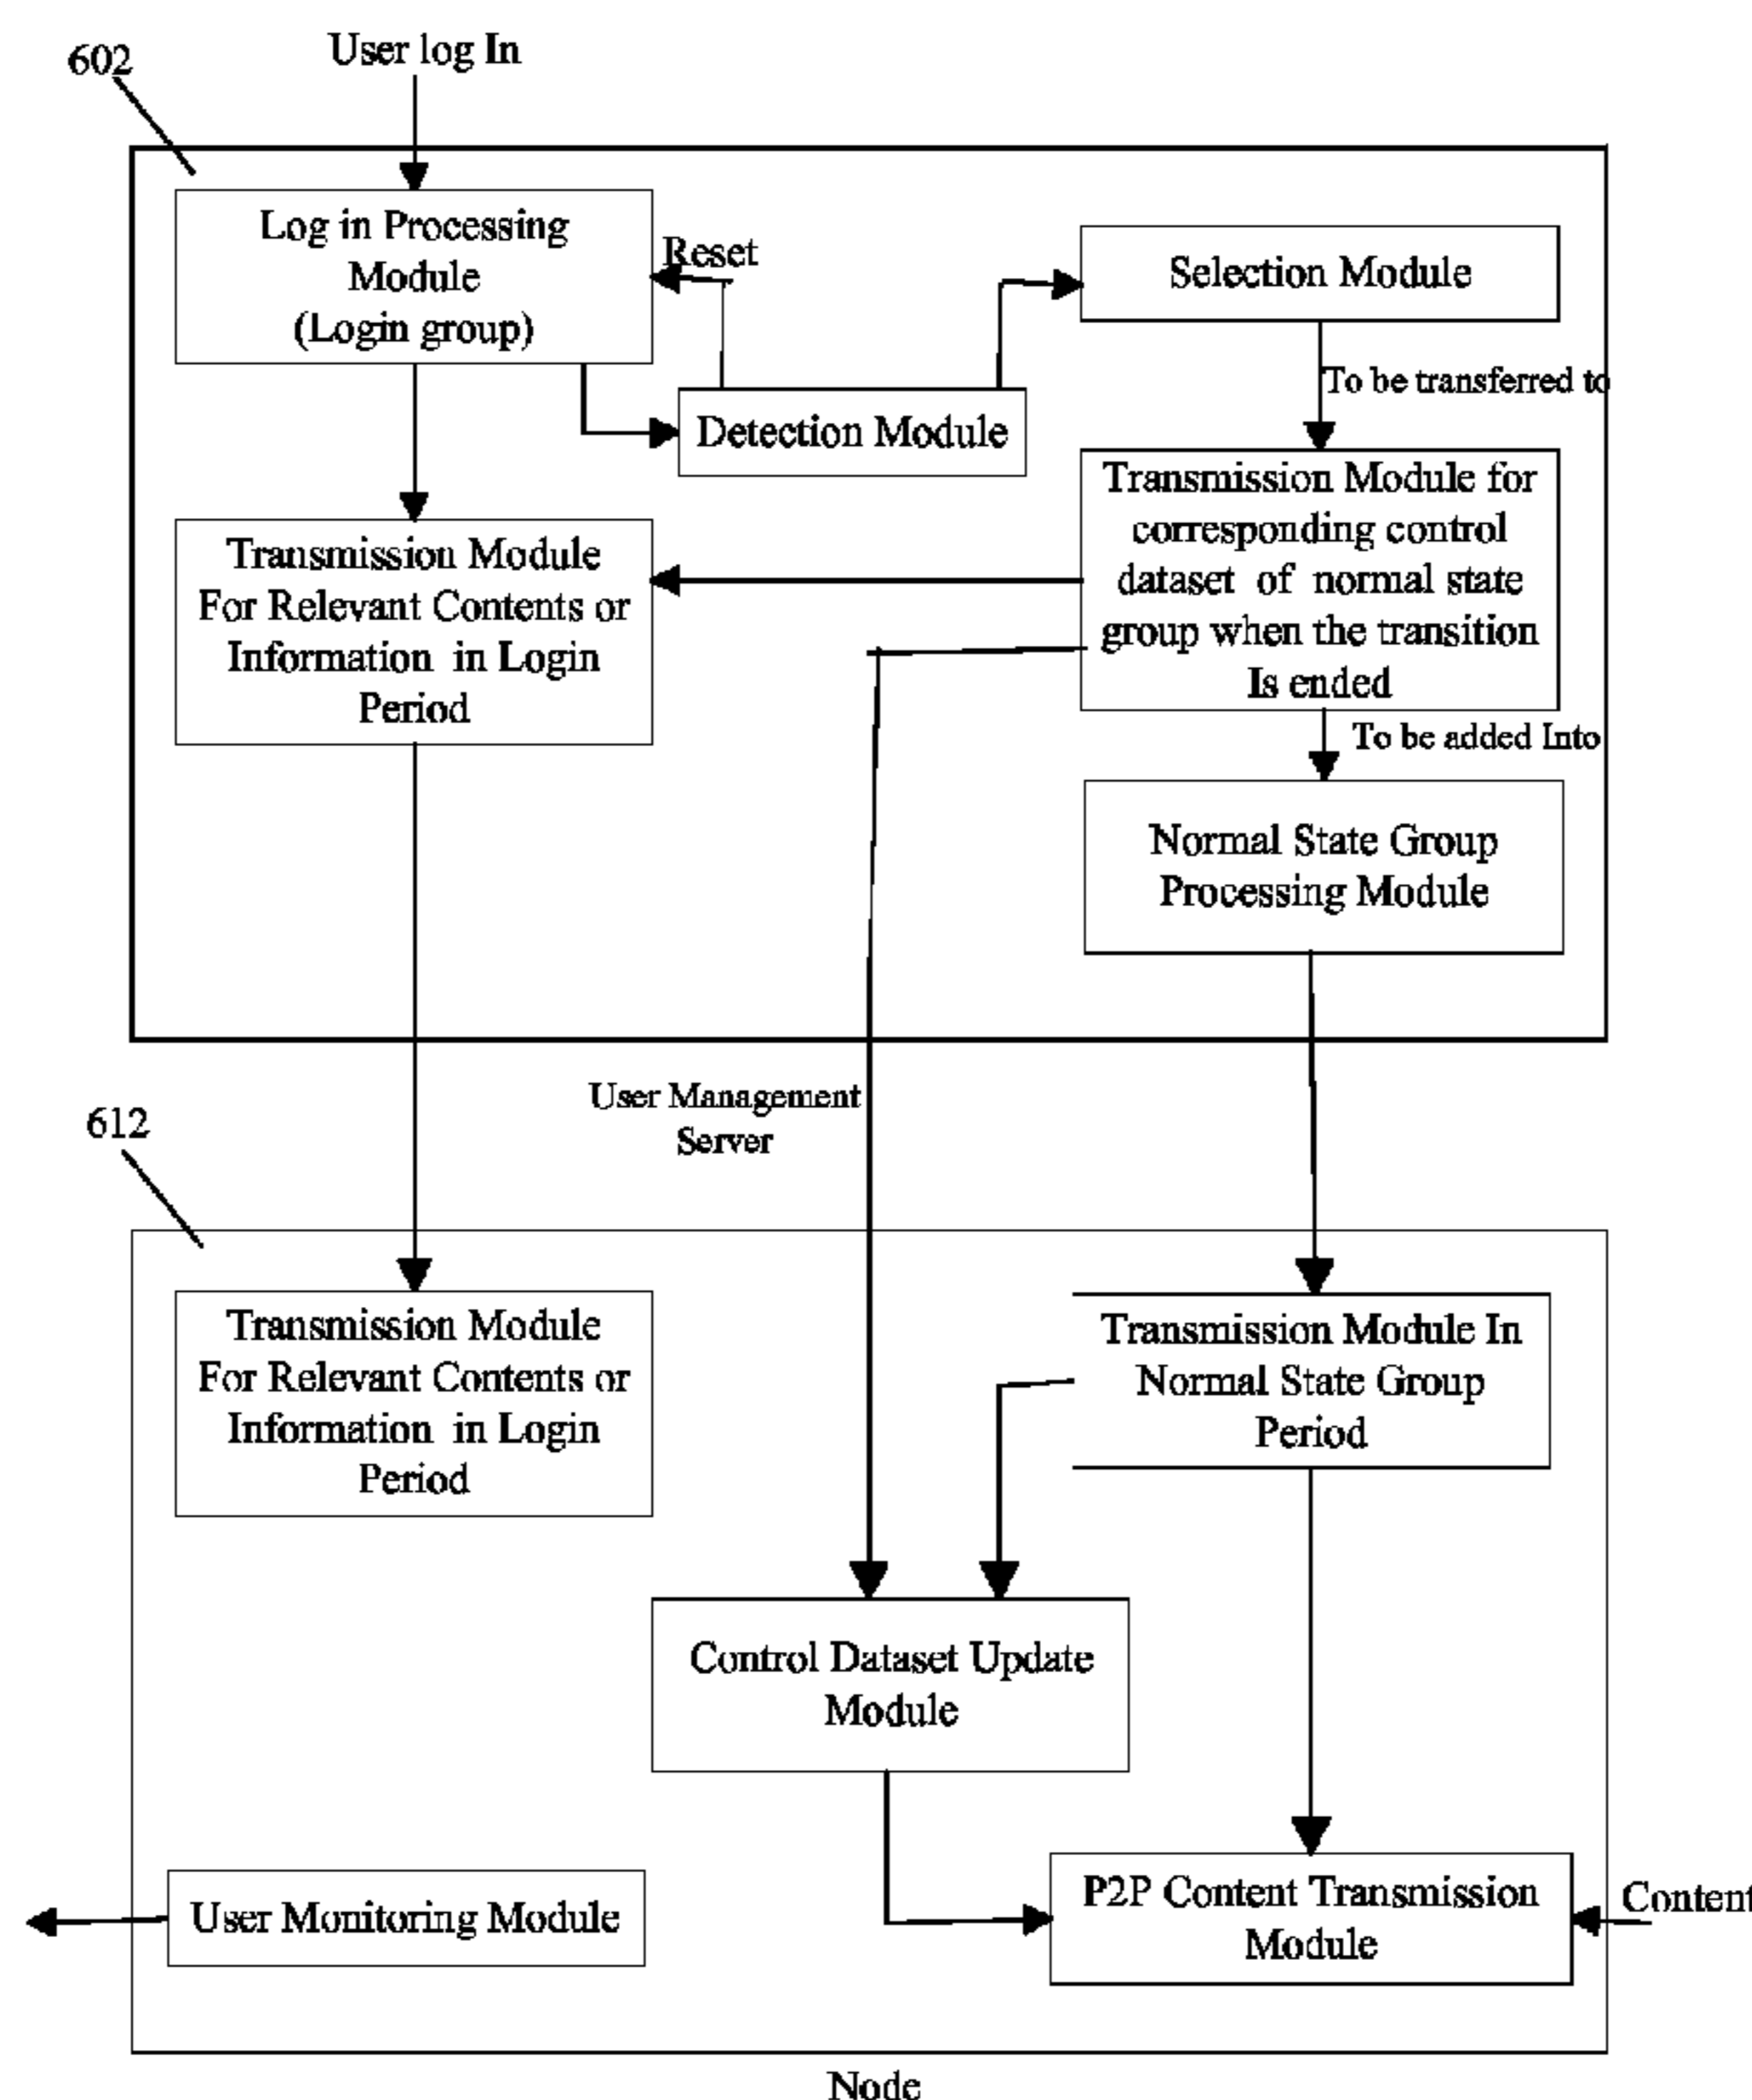 602
User log In
Log in Processing
Module
(Login group)
Reset
Selection Module
To be transferred to
Detection Module
Transmission Module for
corresponding control
dataset of normal state
group when the transition
Is ended
Transmission Module
For Relevant Contents or
Information in Login
Period
To be added Into
Normal State Group
Processing Module
User Management
Server
612
Transmission Module
For Relevant Contents or
Information in Login
Period
Transmission Module In
Normal State Group
Period
Control Dataset Update
Module
User Monitoring Module
P2P Content Transmission
Module
Content
Node